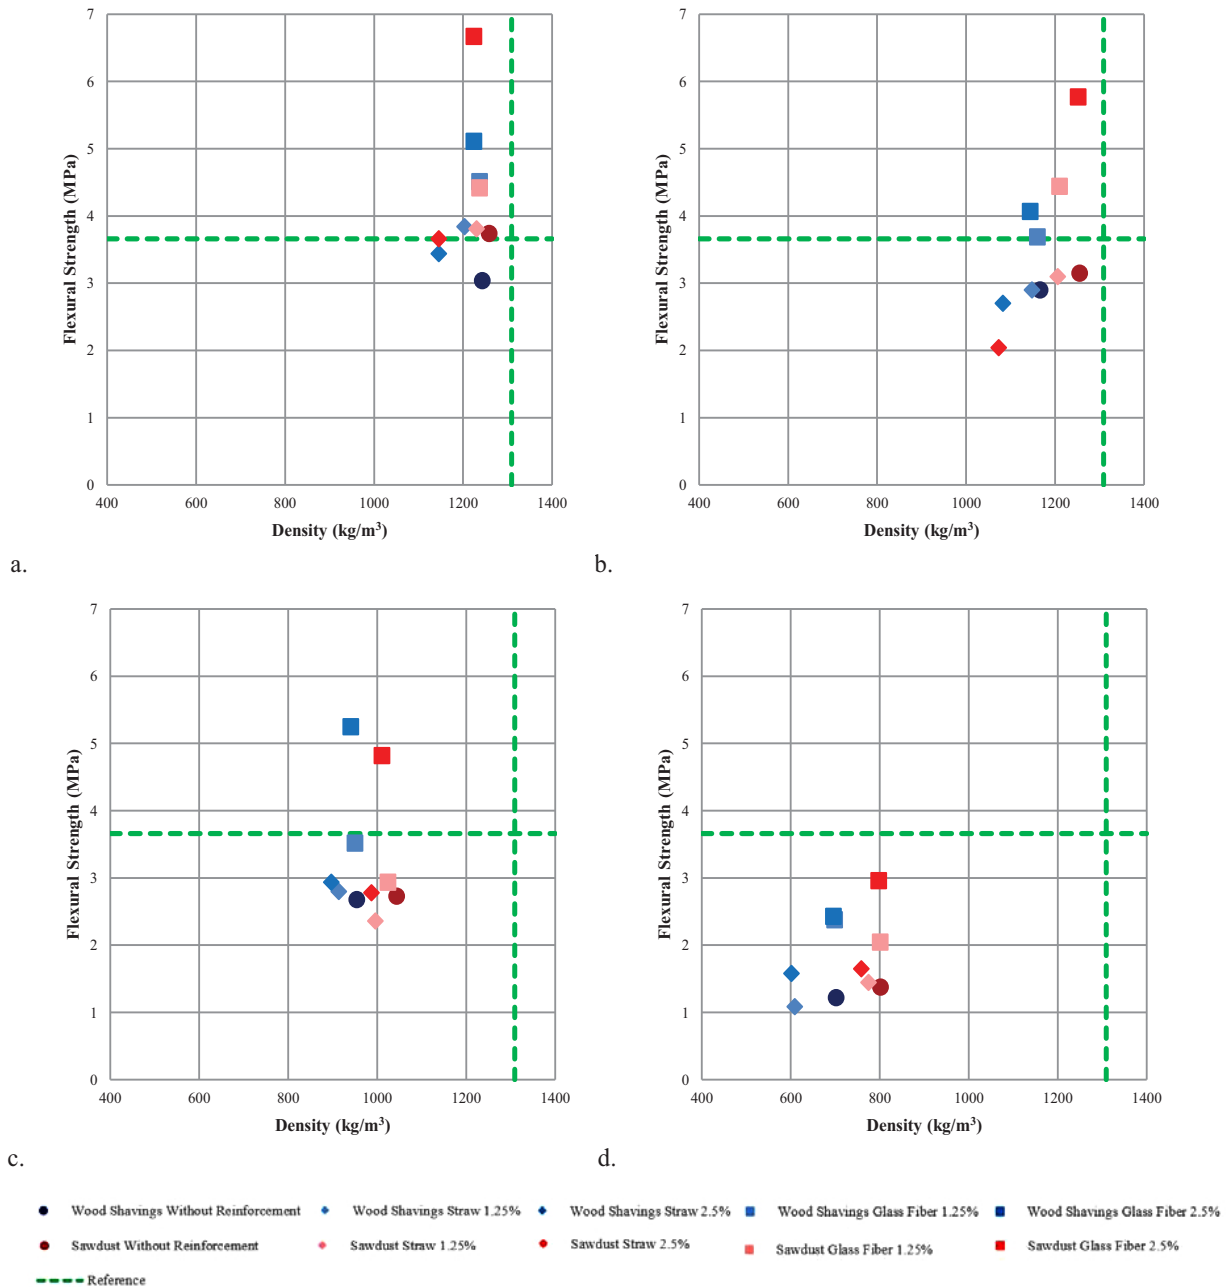 7
6
5
4
3
2
1
0
Flexural Strength (MPa)
400 600 800 1000 1200 1400
Density (kg/m³)
a.
7
6
5
4
3
2
1
0
Flexural Strength (MPa)
400 600 800 1000 1200 1400
Density (kg/m³)
b.
7
6
5
4
3
2
1
0
Flexural Strength (MPa)
400 600 800 1000 1200 1400
Density (kg/m³)
c.
7
6
5
4
3
2
1
0
Flexural Strength (MPa)
400 600 800 1000 1200 1400
Density (kg/m³)
d.
Wood Shavings Without Reinforcement Wood Shavings Straw 1.25% Wood Shavings Straw 2.5% Wood Shavings Glass Fiber 1.25% Wood Shavings Glass Fiber 2.5%
Sawdust Without Reinforcement Sawdust Straw 1.25% Sawdust Straw 2.5% Sawdust Glass Fiber 1.25% Sawdust Glass Fiber 2.5%
Reference